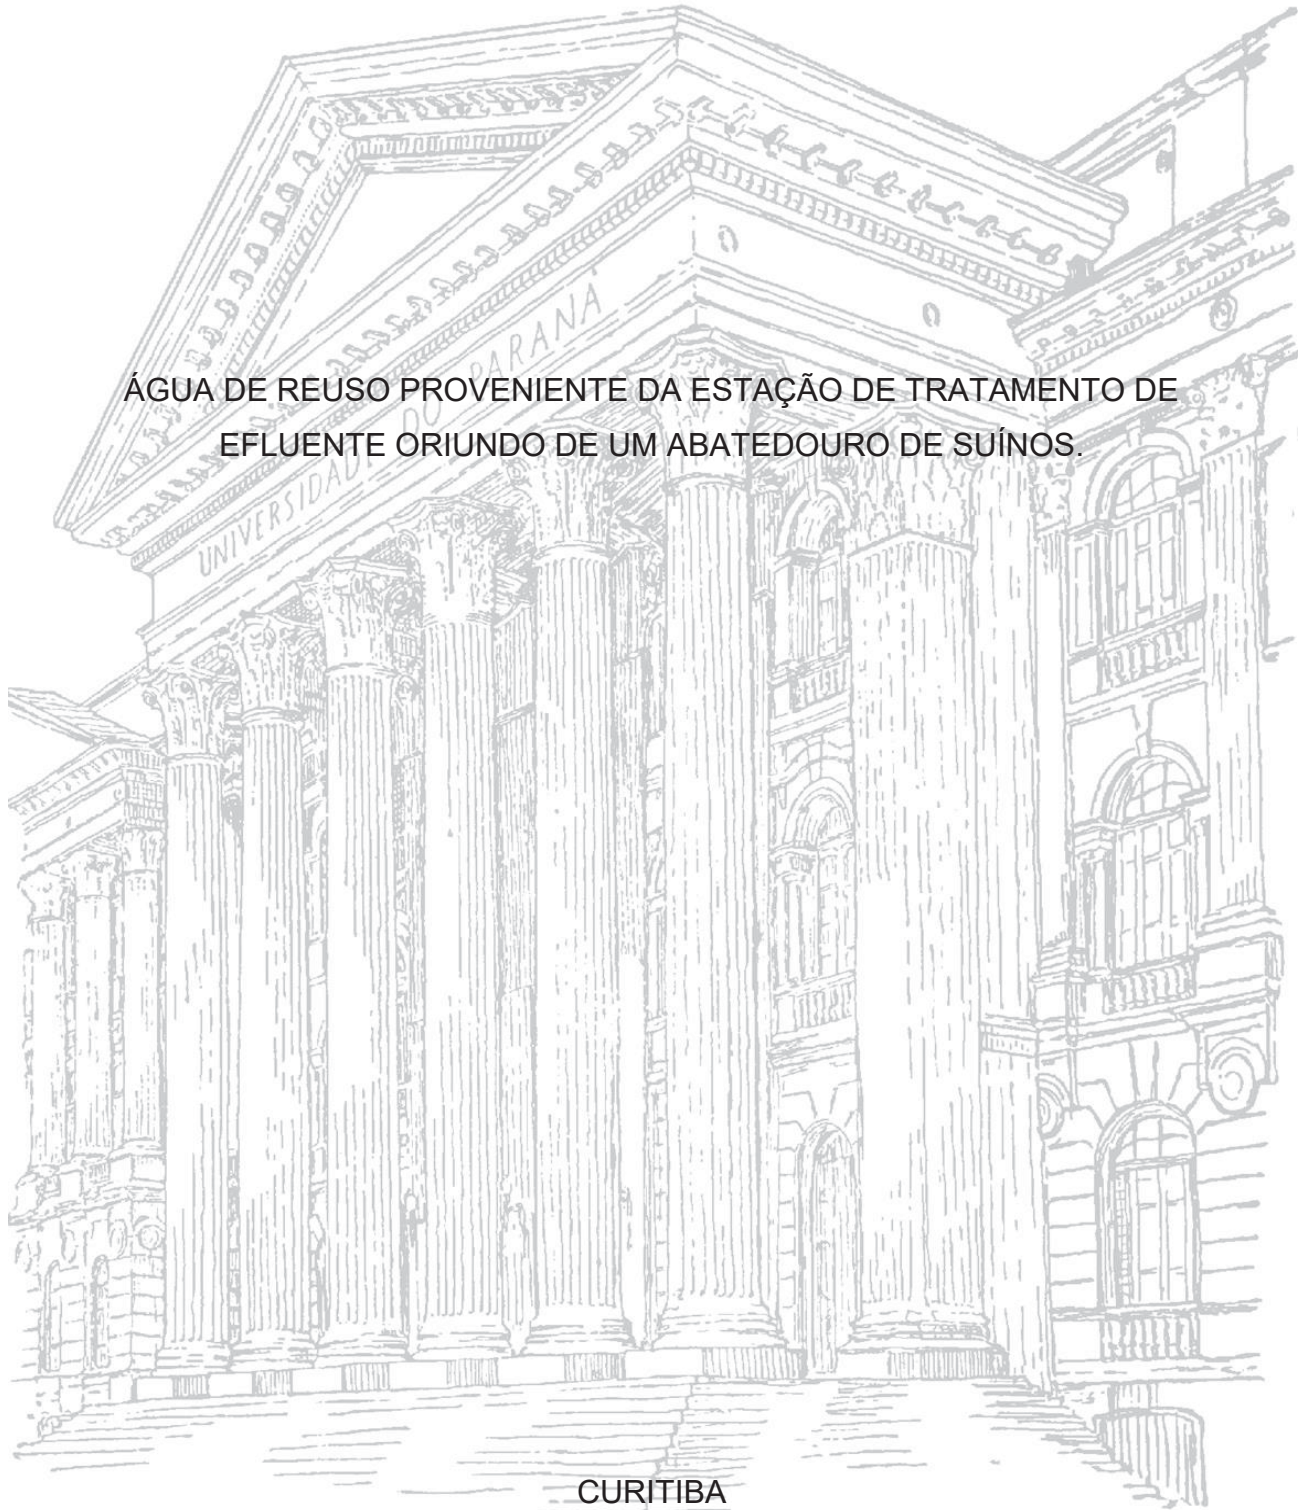 UNIVERSIDADE DO PARANÁ
ÁGUA DE REUSO PROVENIENTE DA ESTAÇÃO DE TRATAMENTO DE
EFLUENTE ORIUNDO DE UM ABATEDOURO DE SUÍNOS.
CURITIBA